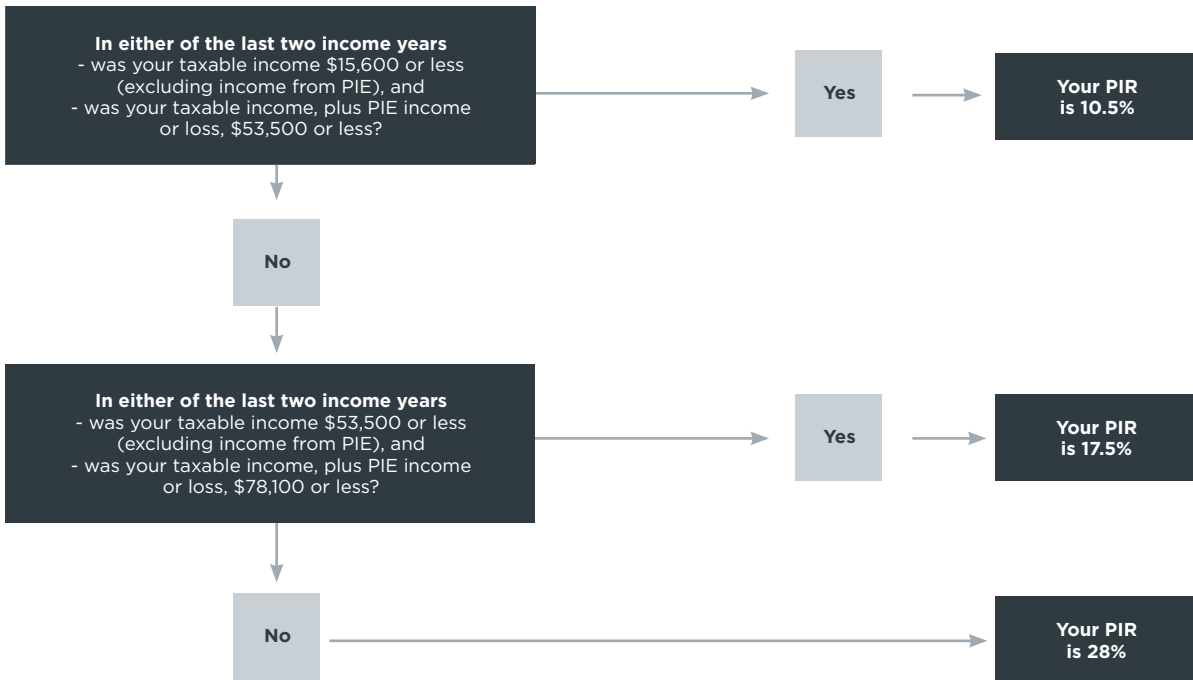 In either of the last two income years
- was your taxable income $15,600 or less
(excluding income from PIE), and
- was your taxable income, plus PIE income
or loss, $53,500 or less?
Yes
Your PIR
is 10.5%
No
In either of the last two income years
- was your taxable income $53,500 or less
(excluding income from PIE), and
- was your taxable income, plus PIE income
or loss, $78,100 or less?
Yes
Your PIR
is 17.5%
No
Your PIR
is 28%